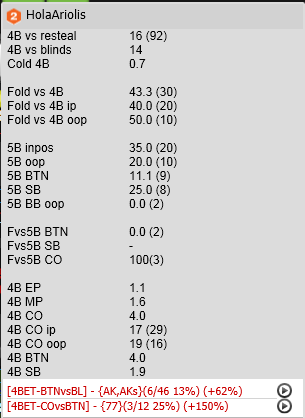 2 HolaAriolis
4B vs resteal 16 (92)
4B vs blinds 14
Cold 4B 0.7
Fold vs 4B 43.3 (30)
Fold vs 4B ip 40.0 (20)
Fold vs 4B oop 50.0 (10)
5B inpos 35.0 (20)
5B oop 20.0 (10)
5B BTN 11.1 (9)
5B SB 25.0 (8)
5B BB oop 0.0 (2)
Fvs5B BTN 0.0 (2)
Fvs5B SB -
Fvs5B CO 100(3)
4B EP 1.1
4B MP 1.6
4B CO 4.0
4B CO ip 17 (29)
4B CO oop 19 (16)
4B BTN 4.0
4B SB 1.9
[4BET-BTNvsBL] - {AK,AKs}(6/46 13%) (+62%)
[4BET-COvsBTN] - {77}(3/12 25%) (+150%)